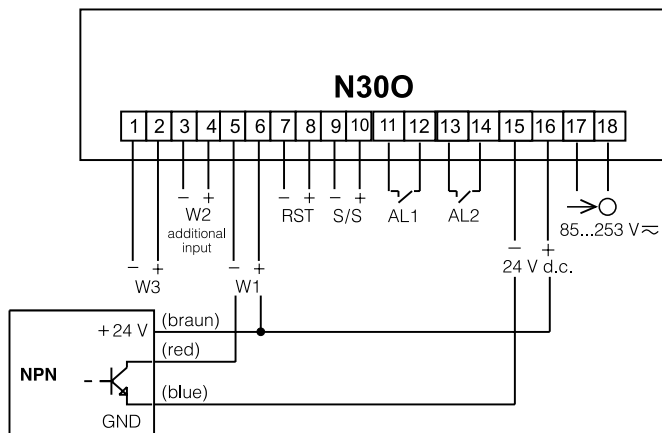 N30O
1 2 3 4 5 6 7 8 9 10 11 12 13 14 15 16 17 18
− + − + − + AL1 AL2
W2 RST S/S
additional
input
85...253 V ⎓
− + − + − +
W3 W1 24 V d.c.
+24 V (braun)
(red)
NPN
(blue)
GND